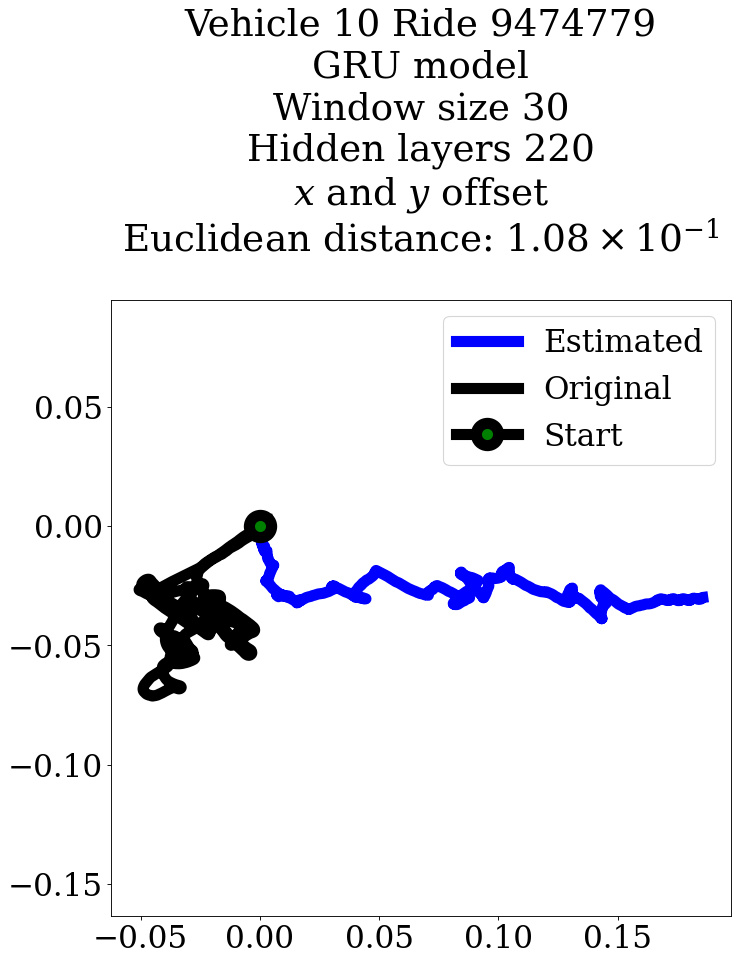 Vehicle 10 Ride 9474779
GRU model
Window size 30
Hidden layers 220
x and y offset
Euclidean distance: 1.08 × 10⁻¹
Estimated
Original
Start
0.05
0.00
−0.05
−0.10
−0.15
−0.05 0.00 0.05 0.10 0.15